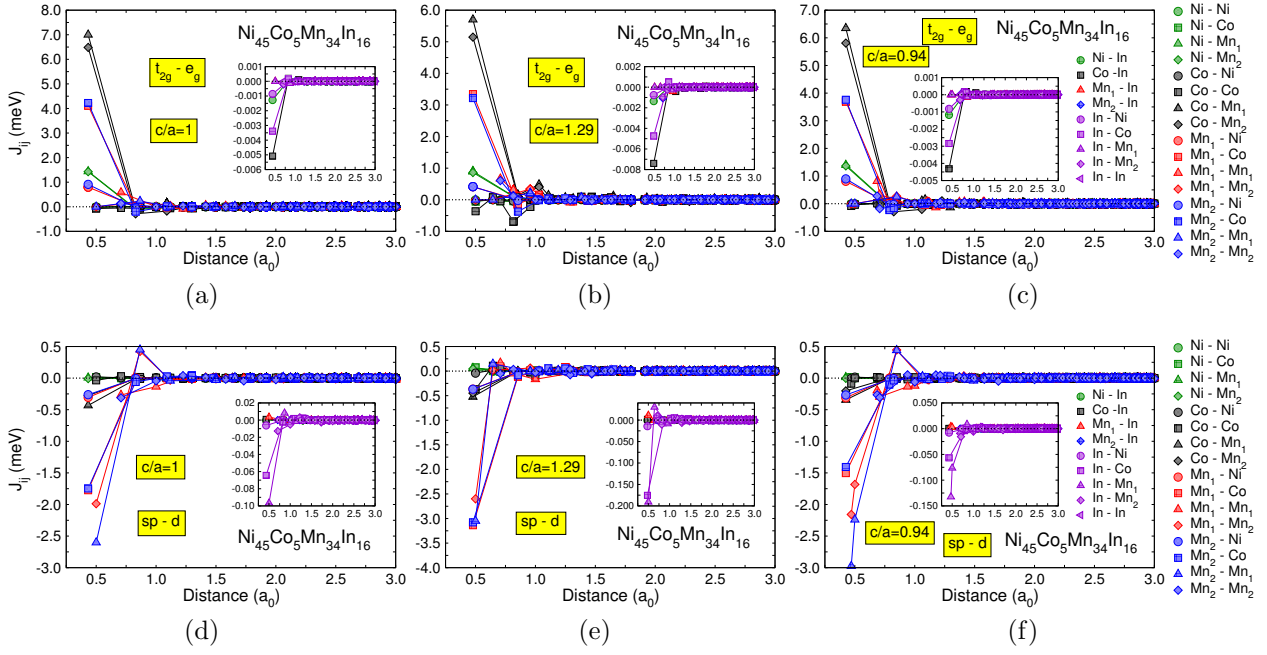 Ni45Co5Mn34In16
t2g - eg
c/a=1
8.0
7.0
6.0
5.0
4.0
3.0
2.0
1.0
0.0
-1.0
Jij (meV)
0.5 1.0 1.5 2.0 2.5 3.0
Distance (a0)
0.001
0.000
-0.001
-0.002
-0.003
-0.004
-0.005
-0.006
0.5 1.0 1.5 2.0 2.5 3.0
(a)
Ni45Co5Mn34In16
t2g - eg
c/a=1.29
6.0
5.0
4.0
3.0
2.0
1.0
0.0
-1.0
0.5 1.0 1.5 2.0 2.5 3.0
Distance (a0)
0.002
0.000
-0.002
-0.004
-0.006
-0.008
0.5 1.0 1.5 2.0 2.5 3.0
(b)
t2g - eg
Ni45Co5Mn34In16
c/a=0.94
7.0
6.0
5.0
4.0
3.0
2.0
1.0
0.0
-1.0
0.5 1.0 1.5 2.0 2.5 3.0
Distance (a0)
0.001
0.000
-0.001
-0.002
-0.003
-0.004
-0.005
0.5 1.0 1.5 2.0 2.5 3.0
Ni - In
Co - In
Mn1 - In
Mn2 - In
In - Ni
In - Co
In - Mn1
In - Mn2
In - In
(c)
Ni - Ni
Ni - Co
Ni - Mn1
Ni - Mn2
Co - Ni
Co - Co
Co - Mn1
Co - Mn2
Mn1 - Ni
Mn1 - Co
Mn1 - Mn1
Mn1 - Mn2
Mn2 - Ni
Mn2 - Co
Mn2 - Mn1
Mn2 - Mn2
0.5
0.0
-0.5
-1.0
-1.5
-2.0
-2.5
-3.0
Jij (meV)
c/a=1
sp - d
Ni45Co5Mn34In16
0.5 1.0 1.5 2.0 2.5 3.0
Distance (a0)
0.02
0.00
-0.02
-0.04
-0.06
-0.08
-0.10
0.5 1.0 1.5 2.0 2.5 3.0
(d)
0.5
0.0
-0.5
-1.0
-1.5
-2.0
-2.5
-3.0
-3.5
-4.0
c/a=1.29
sp - d
Ni45Co5Mn34In16
0.5 1.0 1.5 2.0 2.5 3.0
Distance (a0)
0.000
-0.050
-0.100
-0.150
-0.200
0.5 1.0 1.5 2.0 2.5 3.0
(e)
0.5
0.0
-0.5
-1.0
-1.5
-2.0
-2.5
-3.0
c/a=0.94
sp - d
Ni45Co5Mn34In16
0.5 1.0 1.5 2.0 2.5 3.0
Distance (a0)
0.050
0.000
-0.050
-0.100
-0.150
0.5 1.0 1.5 2.0 2.5 3.0
Ni - In
Co - In
Mn1 - In
Mn2 - In
In - Ni
In - Co
In - Mn1
In - Mn2
In - In
(f)
Ni - Ni
Ni - Co
Ni - Mn1
Ni - Mn2
Co - Ni
Co - Co
Co - Mn1
Co - Mn2
Mn1 - Ni
Mn1 - Co
Mn1 - Mn1
Mn1 - Mn2
Mn2 - Ni
Mn2 - Co
Mn2 - Mn1
Mn2 - Mn2